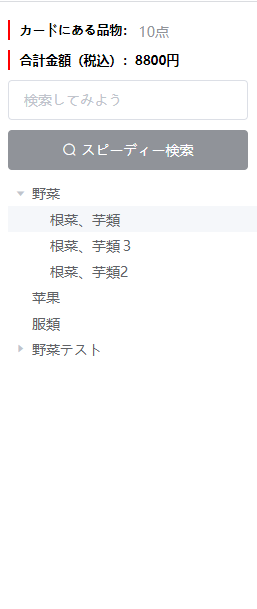 カードにある品物： 10点
合計金額（税込）：8800円
検索してみよう
スピーディー検索
野菜
根菜、芋類
根菜、芋類３
根菜、芋類2
苹果
服類
野菜テスト